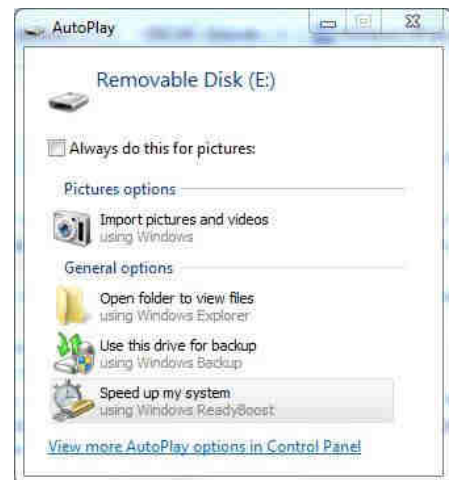 AutoPlay
Removable Disk (E:)
Always do this for pictures:
Pictures options
Import pictures and videos
using Windows
General options
Open folder to view files
using Windows Explorer
Use this drive for backup
using Windows Backup
Speed up my system
using Windows ReadyBoost
View more AutoPlay options in Control Panel